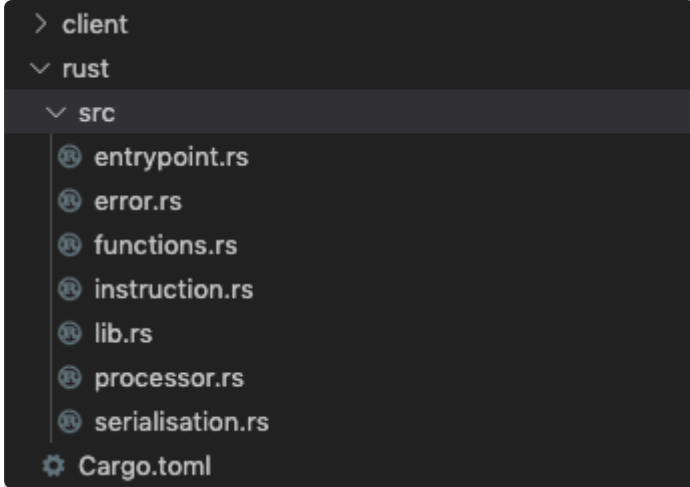 client
rust
src
entrypoint.rs
error.rs
functions.rs
instruction.rs
lib.rs
processor.rs
serialisation.rs
Cargo.toml